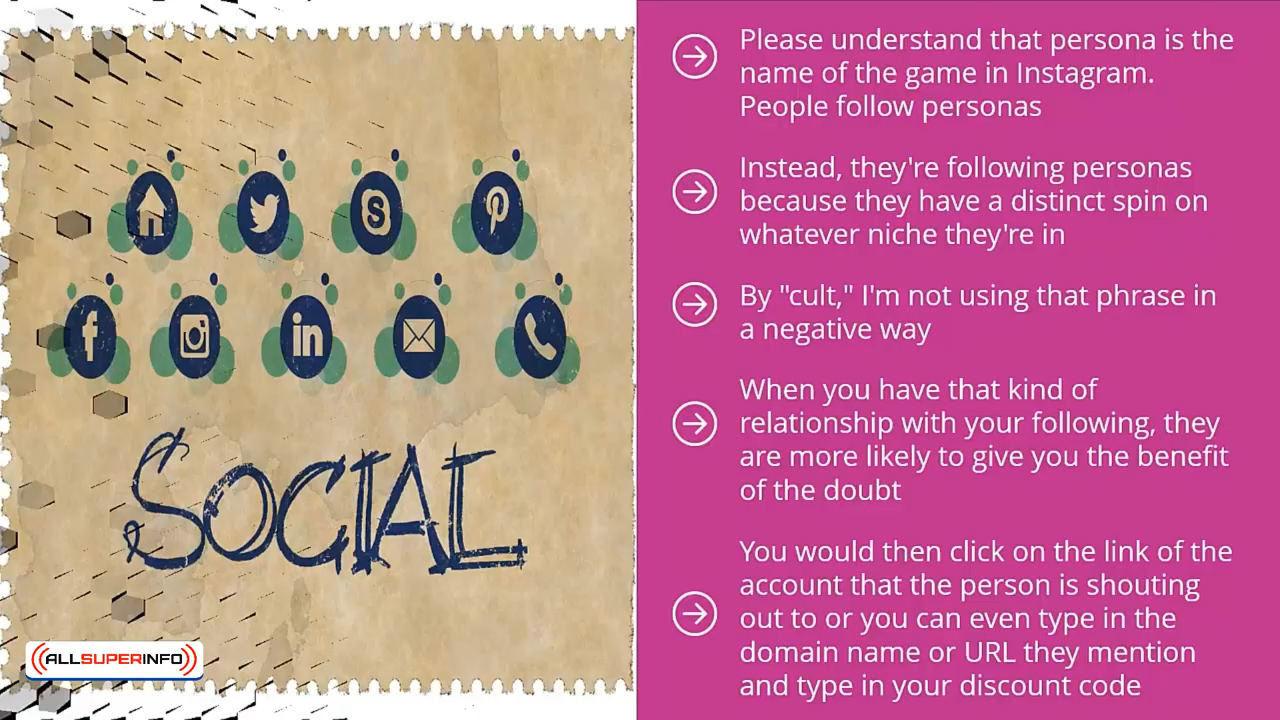 SOCIAL
ALLSUPERINFO
Please understand that persona is the
name of the game in Instagram.
People follow personas
Instead, they're following personas
because they have a distinct spin on
whatever niche they're in
By "cult," I'm not using that phrase in
a negative way
When you have that kind of
relationship with your following, they
are more likely to give you the benefit
of the doubt
You would then click on the link of the
account that the person is shouting
out to or you can even type in the
domain name or URL they mention
and type in your discount code